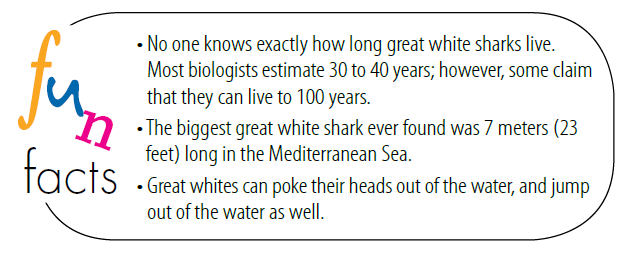 fun
facts
• No one knows exactly how long great white sharks live.
Most biologists estimate 30 to 40 years; however, some claim
that they can live to 100 years.
• The biggest great white shark ever found was 7 meters (23
feet) long in the Mediterranean Sea.
• Great whites can poke their heads out of the water, and jump
out of the water as well.